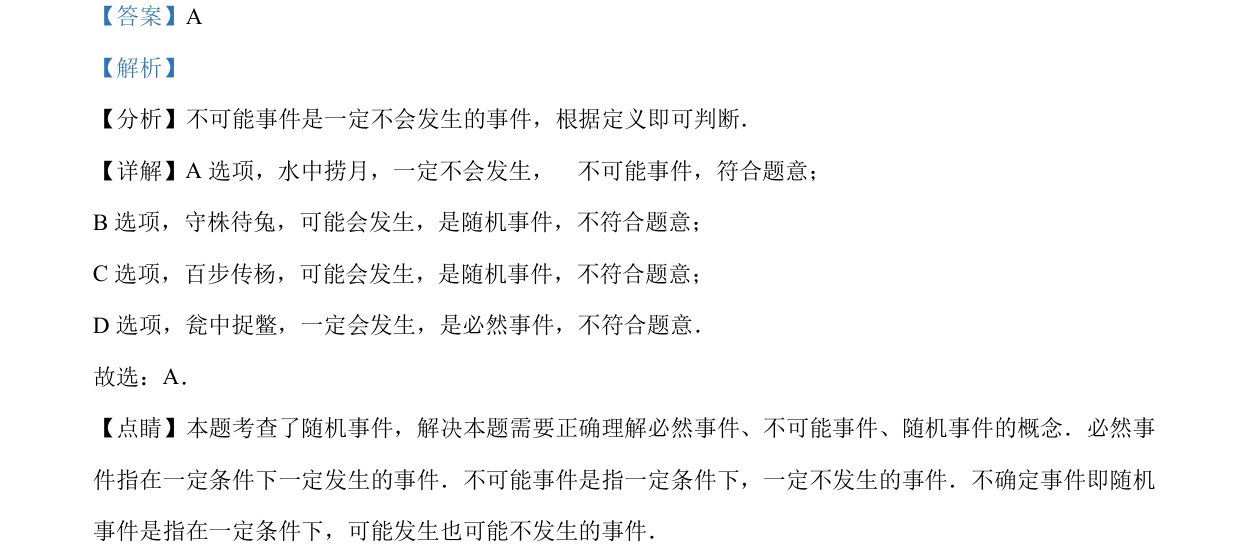 【答案】A
【解析】
【分析】不可能事件是一定不会发生的事件，根据定义即可判断．
【详解】A 选项，水中捞月，一定不会发生， 不可能事件，符合题意；
B 选项，守株待兔，可能会发生，是随机事件，不符合题意；
C 选项，百步传杨，可能会发生，是随机事件，不符合题意；
D 选项，瓮中捉鳖，一定会发生，是必然事件，不符合题意．
故选：A．
【点睛】本题考查了随机事件，解决本题需要正确理解必然事件、不可能事件、随机事件的概念．必然事
件指在一定条件下一定发生的事件．不可能事件是指一定条件下，一定不发生的事件．不确定事件即随机
事件是指在一定条件下，可能发生也可能不发生的事件．